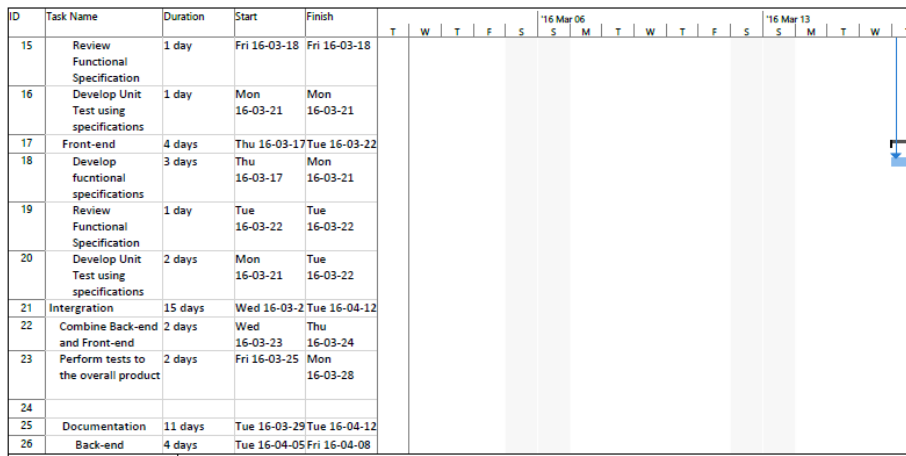 ID Task Name Duration Start Finish '16 Mar 06 '16 Mar 13
T W T F S S M T W T F S S M T W
15 Review 1 day Fri 16-03-18 Fri 16-03-18
Functional
Specification
16 Develop Unit 1 day Mon Mon
Test using 16-03-21 16-03-21
specifications
17 Front-end 4 days Thu 16-03-17 Tue 16-03-22
18 Develop 3 days Thu Mon
fucntional 16-03-17 16-03-21
specifications
19 Review 1 day Tue Tue
Functional 16-03-22 16-03-22
Specification
20 Develop Unit 2 days Mon Tue
Test using 16-03-21 16-03-22
specifications
21 Intergration 15 days Wed 16-03-2 Tue 16-04-12
22 Combine Back-end 2 days Wed Thu
and Front-end 16-03-23 16-03-24
23 Perform tests to 2 days Fri 16-03-25 Mon
the overall product 16-03-28
24
25 Documentation 11 days Tue 16-03-29 Tue 16-04-12
26 Back-end 4 days Tue 16-04-05 Fri 16-04-08